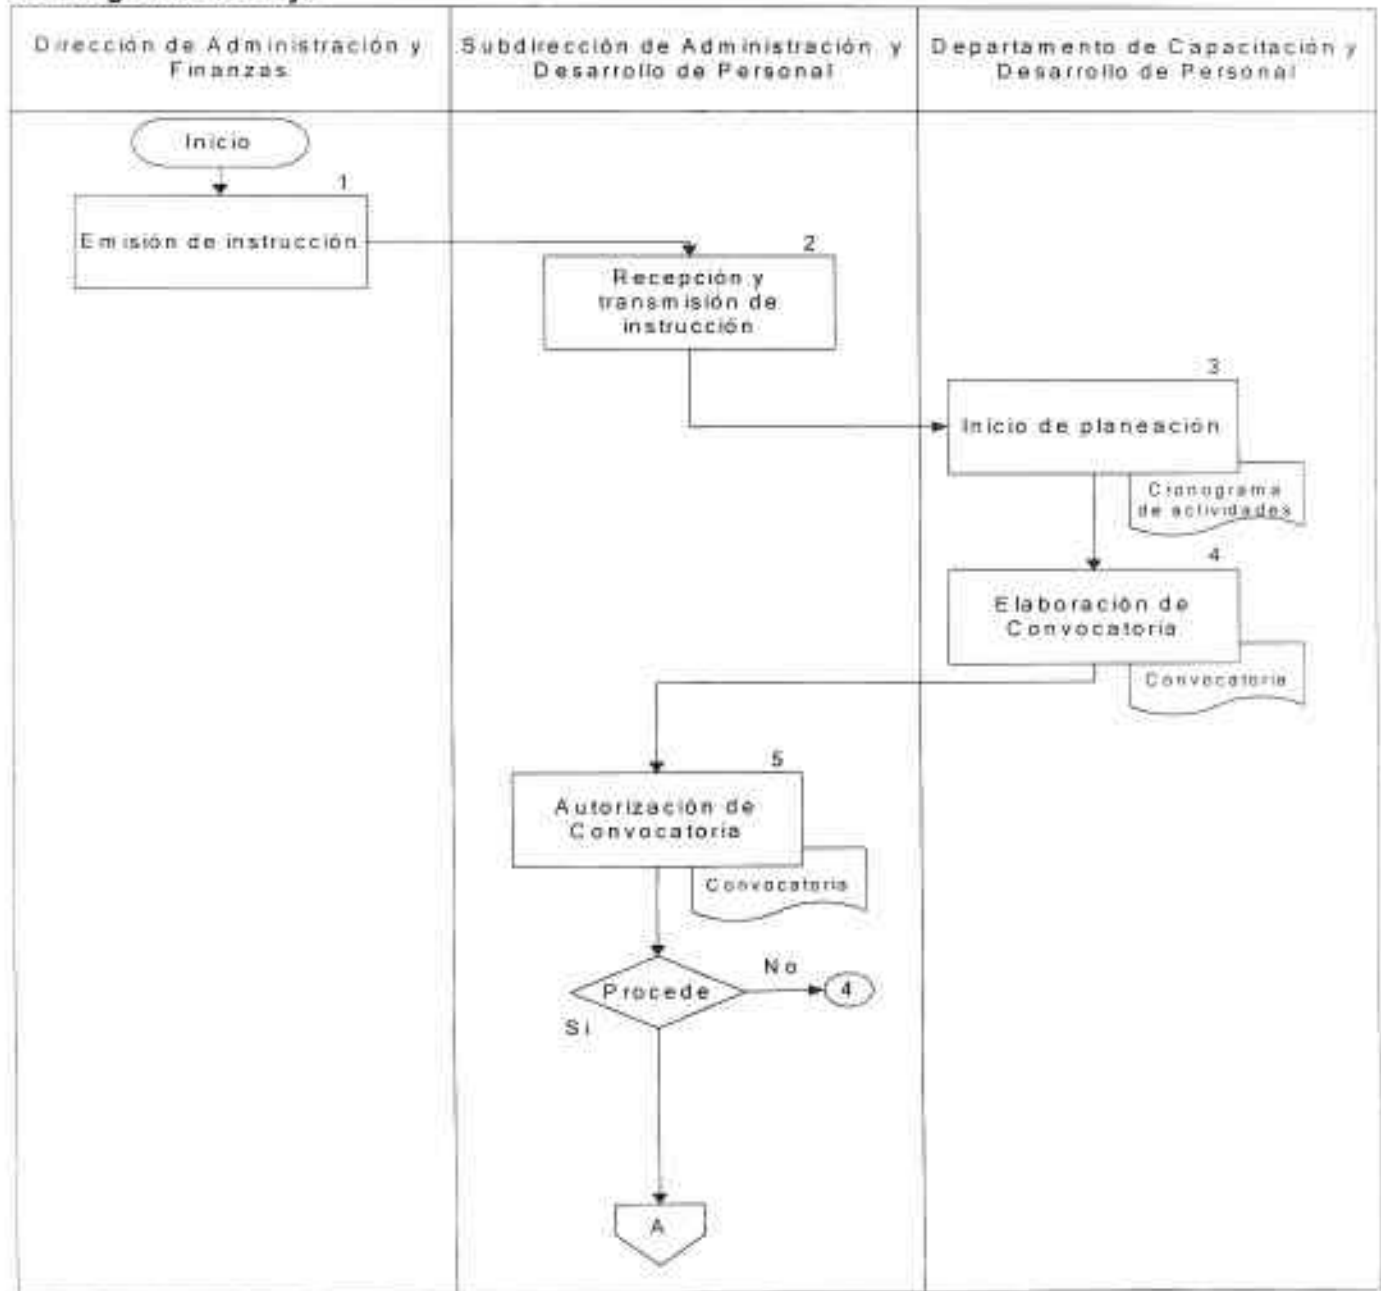 Dirección de Administración y
Finanzas
Subdirección de Administración y
Desarrollo de Personal
Departamento de Capacitación y
Desarrollo de Personal
Inicio
1
Emisión de instrucción
2
Recepción y
transmisión de
instrucción
3
Inicio de planeación
Cronograma
de actividades
4
Elaboración de
Convocatoria
Convocatoria
5
Autorización de
Convocatoria
Convocatoria
Procede
No
4
Si
A